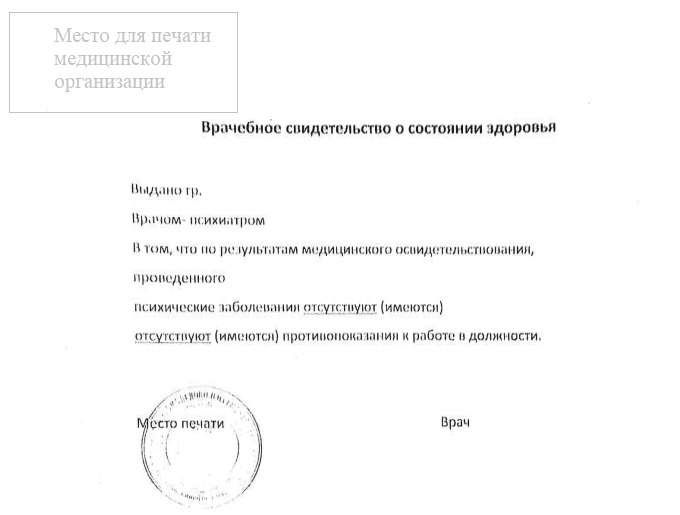 Место для печати
медицинской
организации
Врачебное свидетельство о состоянии здоровья
Выдано гр.
Врачом- психиатром
В том, что по результатам медицинского освидетельствования,
проведенного
психические заболевания отсутствуют (имеются)
отсутствуют (имеются) противопоказания к работе в должности.
Место печати
Врач